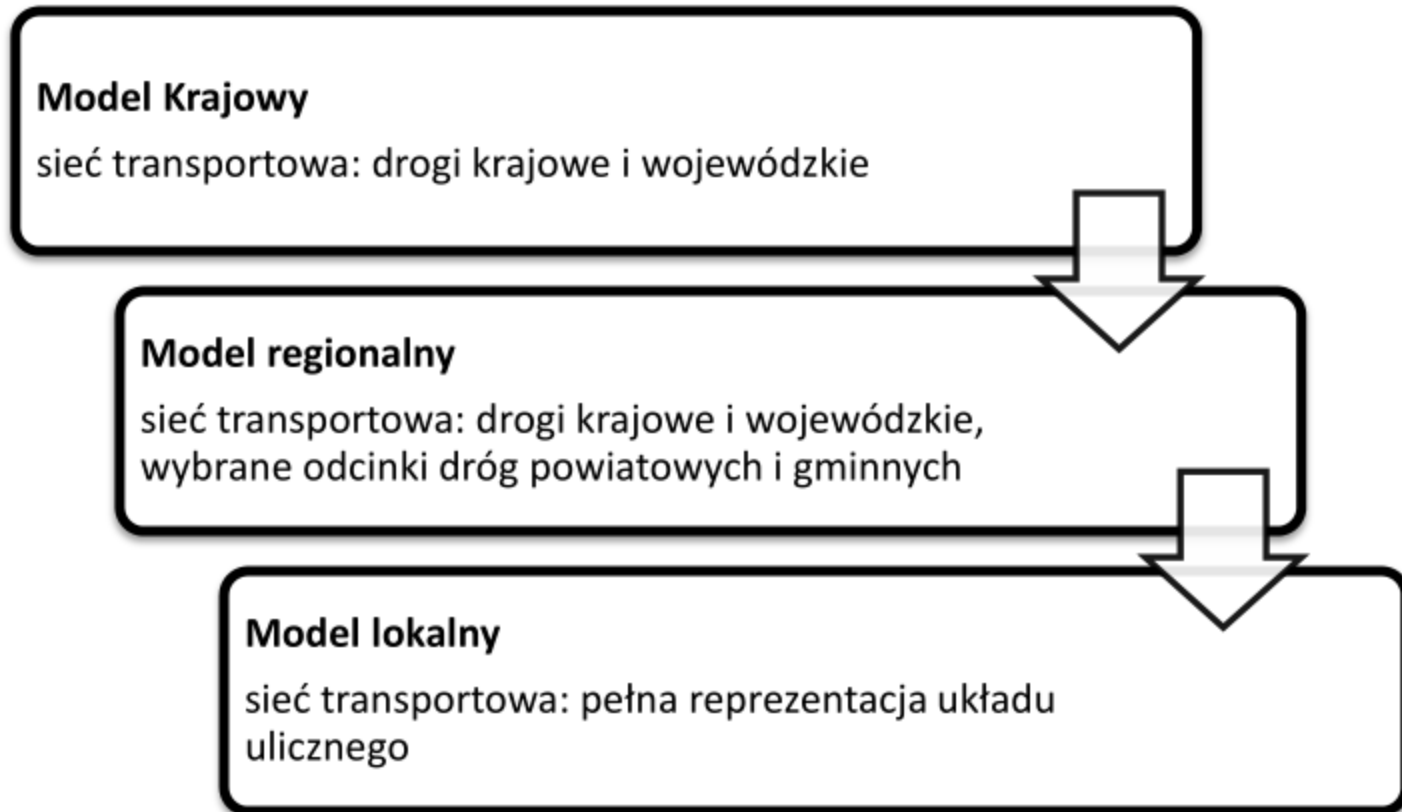 Model Krajowy
sieć transportowa: drogi krajowe i wojewódzkie
Model regionalny
sieć transportowa: drogi krajowe i wojewódzkie,
wybrane odcinki dróg powiatowych i gminnych
Model lokalny
sieć transportowa: pełna reprezentacja układu
ulicznego